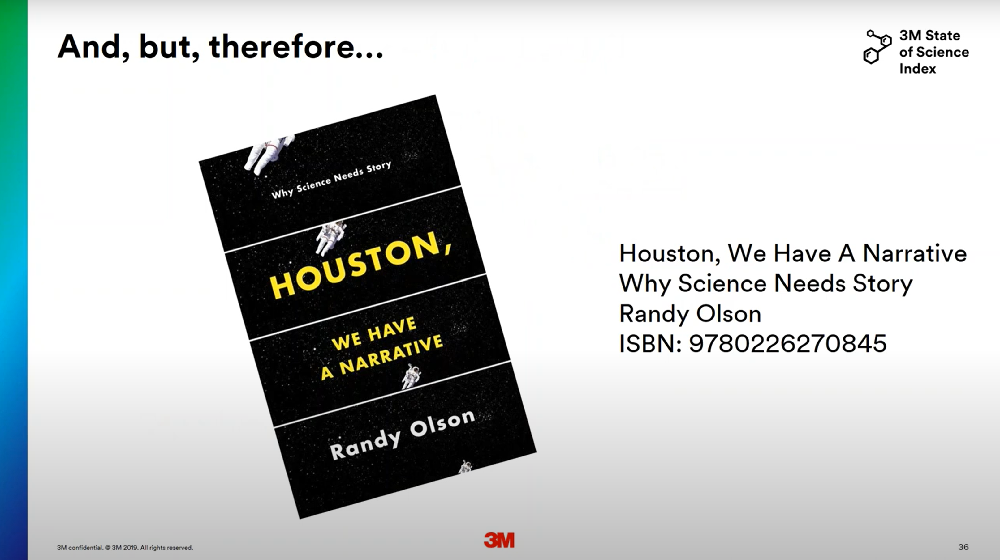 And, but, therefore...
3M State
of Science
Index
Why Science Needs Story
HOUSTON,
WE HAVE
A NARRATIVE
Randy Olson
Houston, We Have A Narrative
Why Science Needs Story
Randy Olson
ISBN: 9780226270845
3M confidential. © 3M 2019. All rights reserved.
3M
36